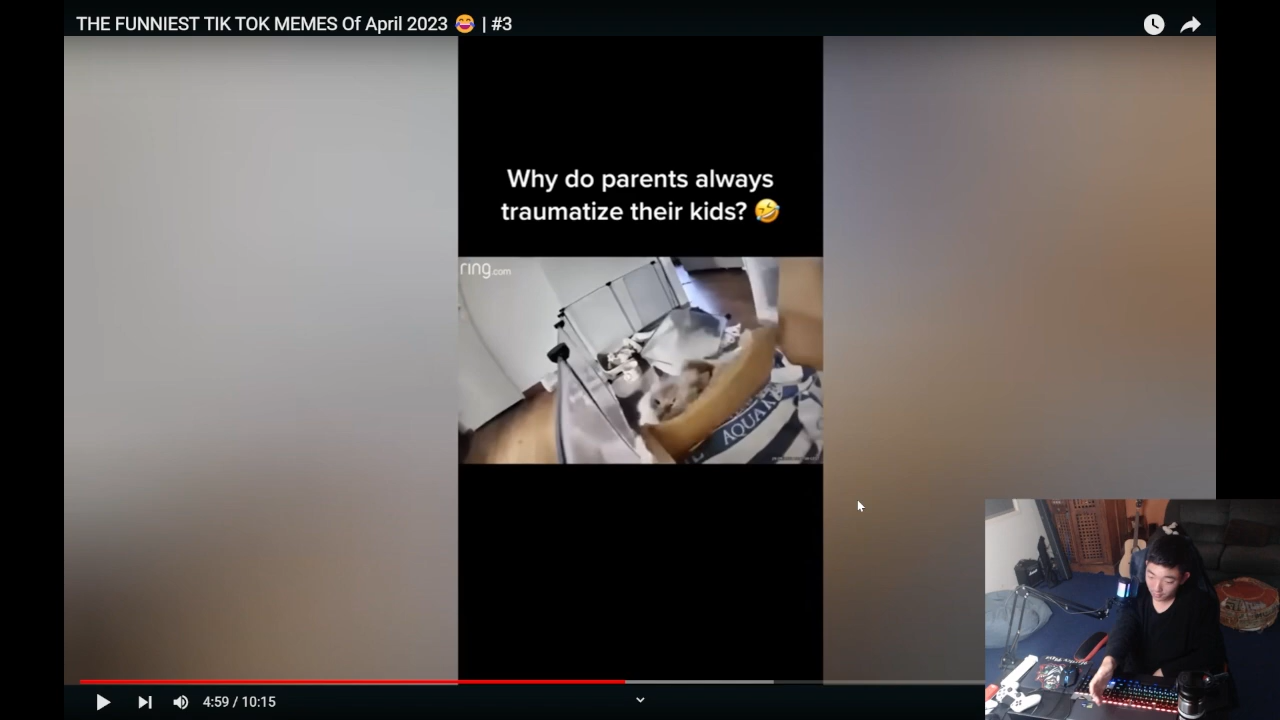 THE FUNNIEST TIK TOK MEMES Of April 2023 😂 | #3
Why do parents always
traumatize their kids? 🤣
ring.com
AQUA
4:59 / 10:15